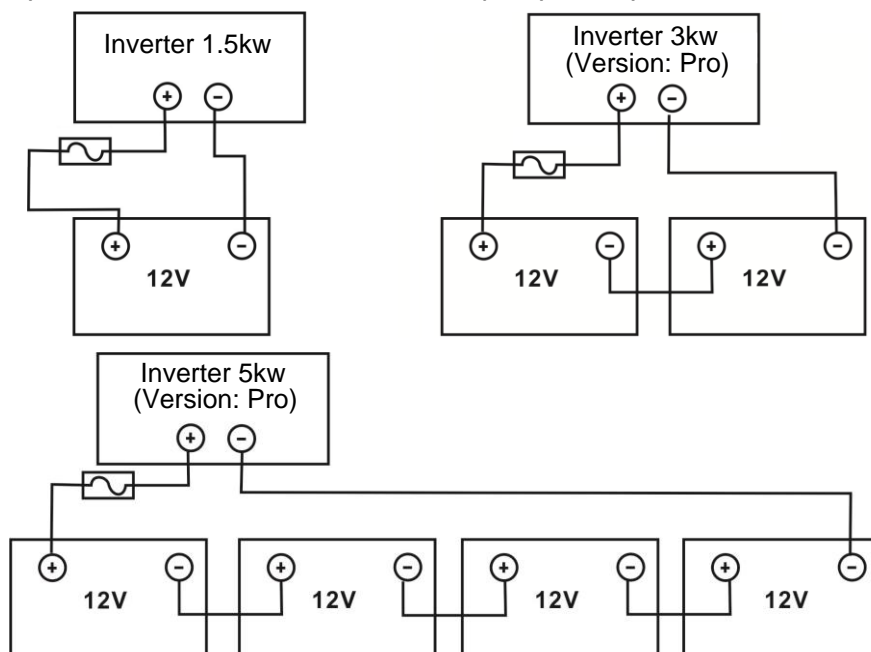 Inverter 1.5kw
+ −
+ −
12V
Inverter 3kw
(Version: Pro)
+ −
+ − + −
12V 12V
Inverter 5kw
(Version: Pro)
+ −
+ − + − + − + −
12V 12V 12V 12V